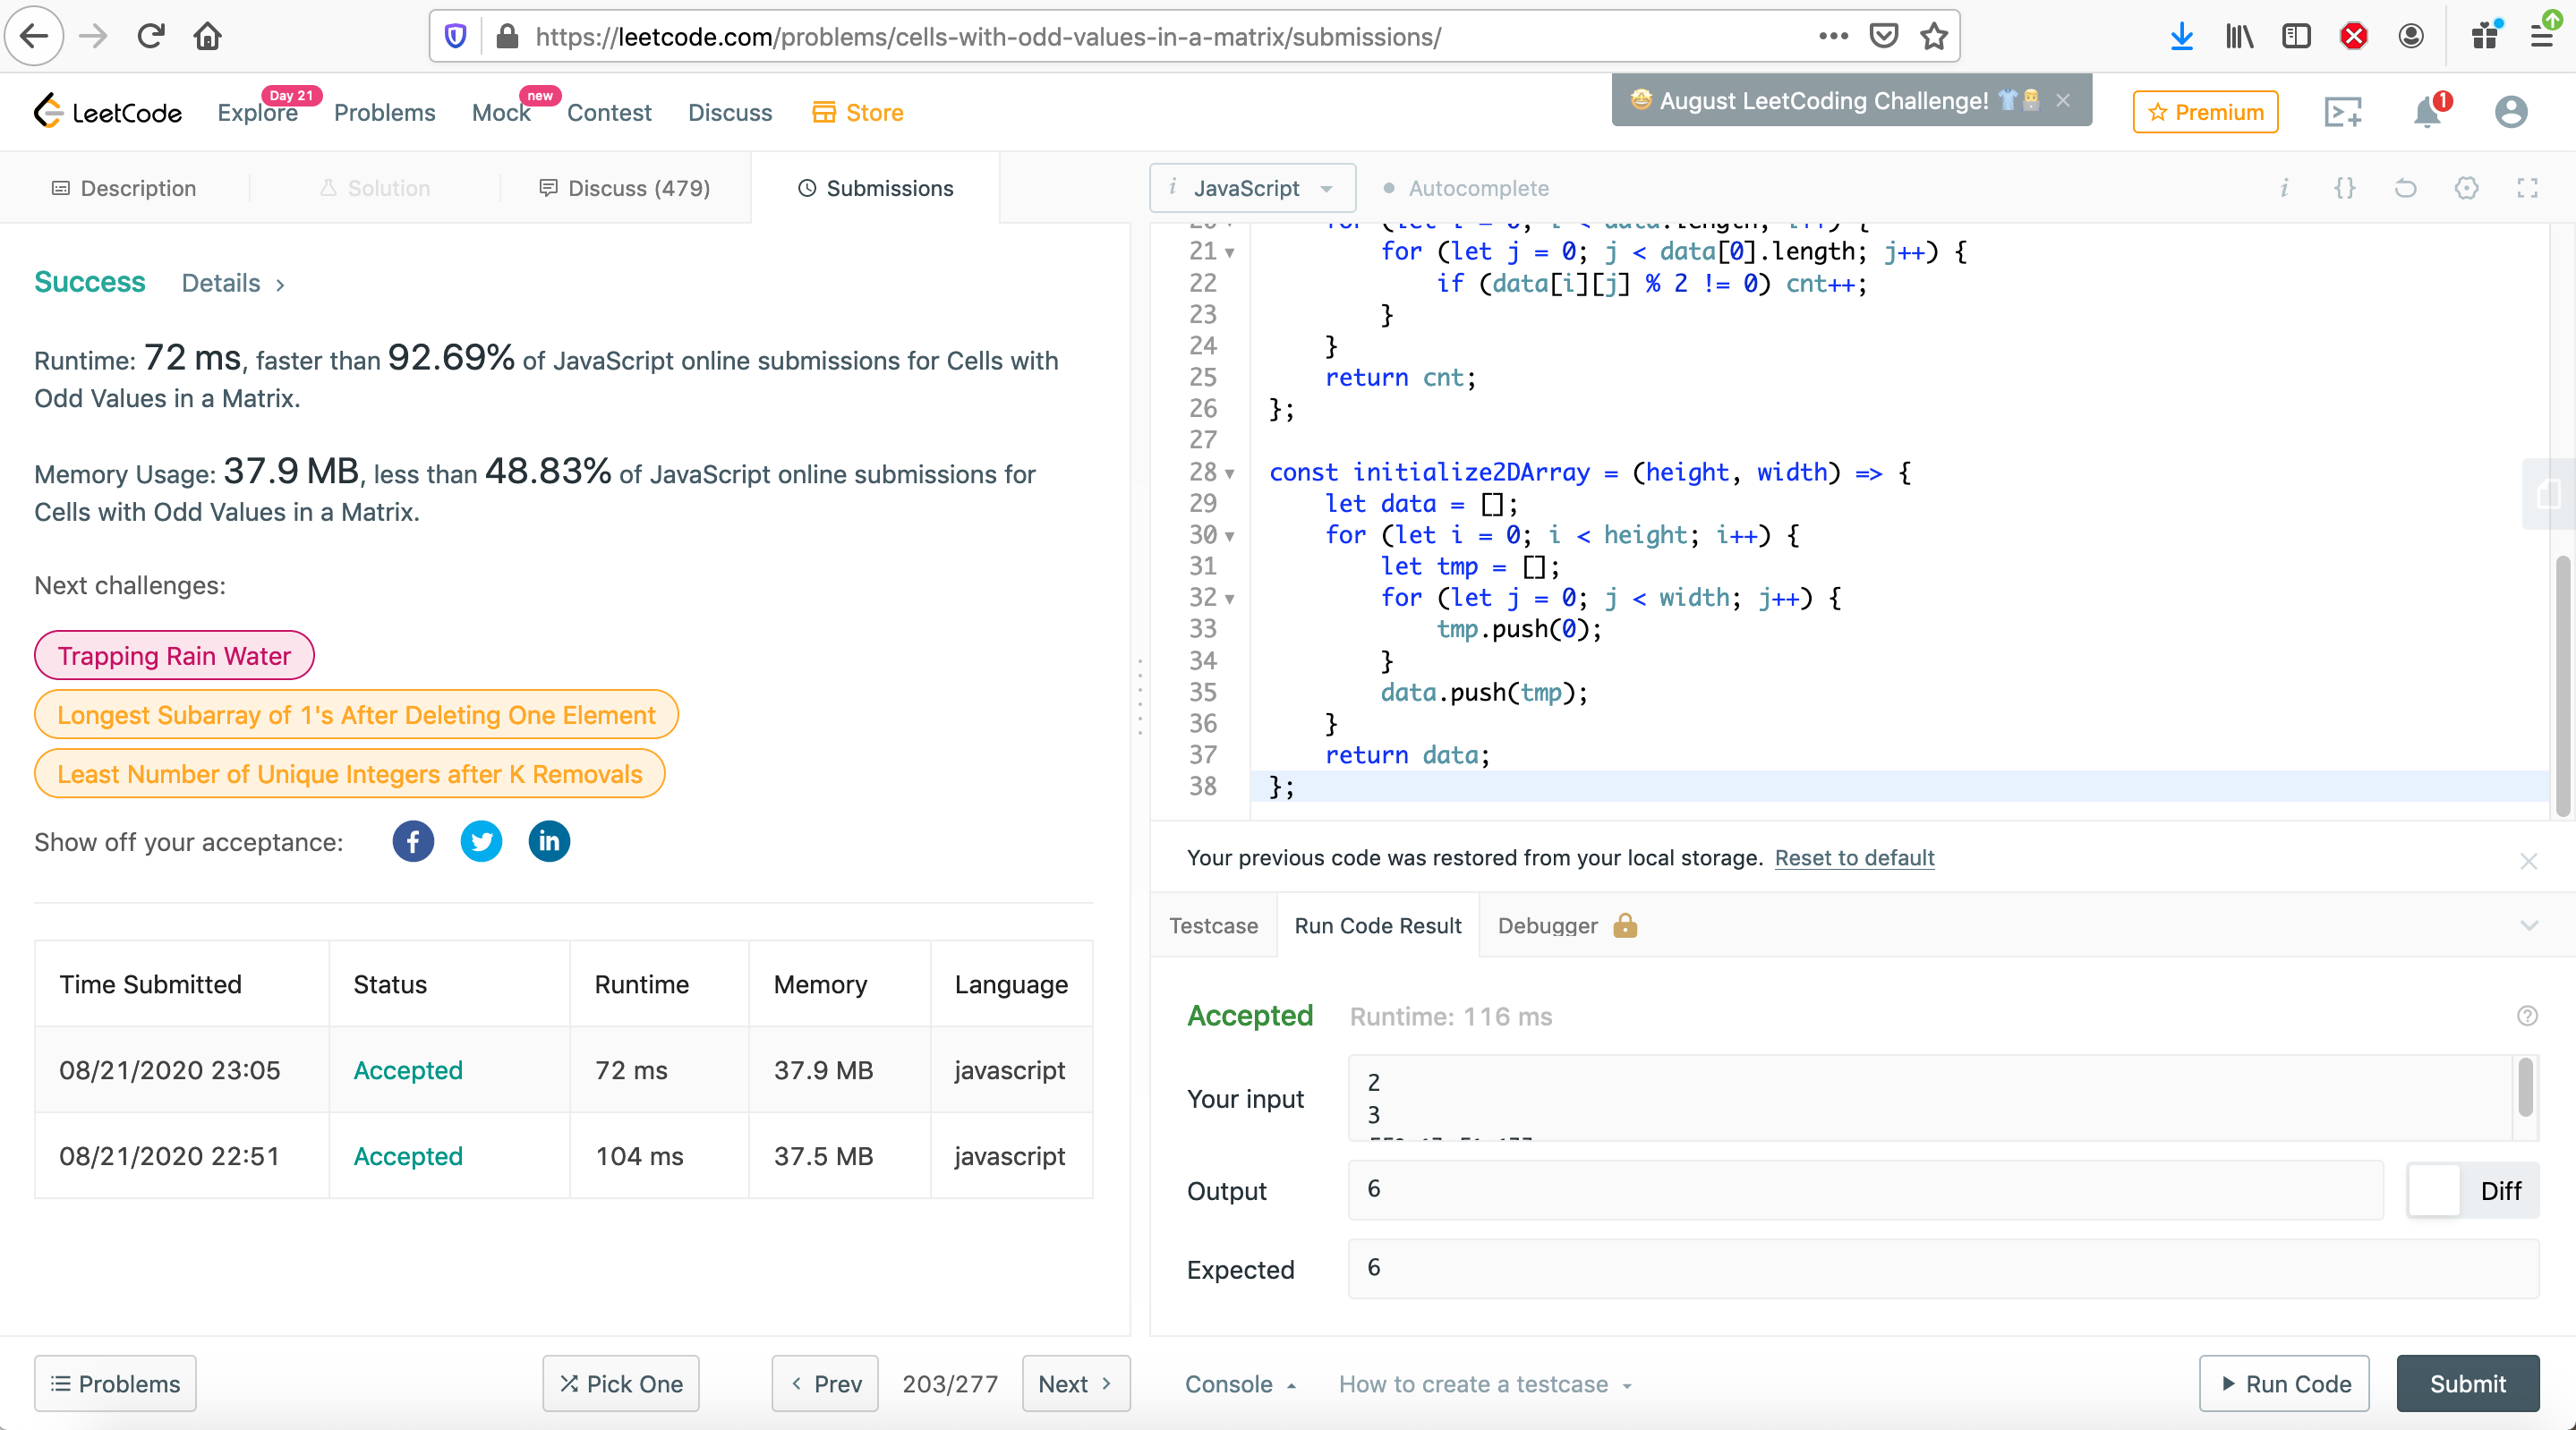 https://leetcode.com/problems/cells-with-odd-values-in-a-matrix/submissions/
LeetCode
Explore
Day 21
Problems
Mock
new
Contest
Discuss
Store
August LeetCoding Challenge!
Premium
1
Description
Solution
Discuss (479)
Submissions
i JavaScript
Autocomplete
Success
Details
Runtime: 72 ms, faster than 92.69% of JavaScript online submissions for Cells with
Odd Values in a Matrix.
Memory Usage: 37.9 MB, less than 48.83% of JavaScript online submissions for
Cells with Odd Values in a Matrix.
Next challenges:
Trapping Rain Water
Longest Subarray of 1's After Deleting One Element
Least Number of Unique Integers after K Removals
Show off your acceptance:
Time Submitted Status Runtime Memory Language
08/21/2020 23:05 Accepted 72 ms 37.9 MB javascript
08/21/2020 22:51 Accepted 104 ms 37.5 MB javascript
Problems
Pick One
Prev
203/277
Next
20 for (let i = 0; i < data.length; i++) {
21 for (let j = 0; j < data[0].length; j++) {
22 if (data[i][j] % 2 != 0) cnt++;
23 }
24 }
25 return cnt;
26 };
27
28 const initialize2DArray = (height, width) => {
29 let data = [];
30 for (let i = 0; i < height; i++) {
31 let tmp = [];
32 for (let j = 0; j < width; j++) {
33 tmp.push(0);
34 }
35 data.push(tmp);
36 }
37 return data;
38 };
Your previous code was restored from your local storage. Reset to default
Testcase
Run Code Result
Debugger
Accepted
Runtime: 116 ms
Your input
2
3
Output
6
Diff
Expected
6
Console
How to create a testcase
Run Code
Submit